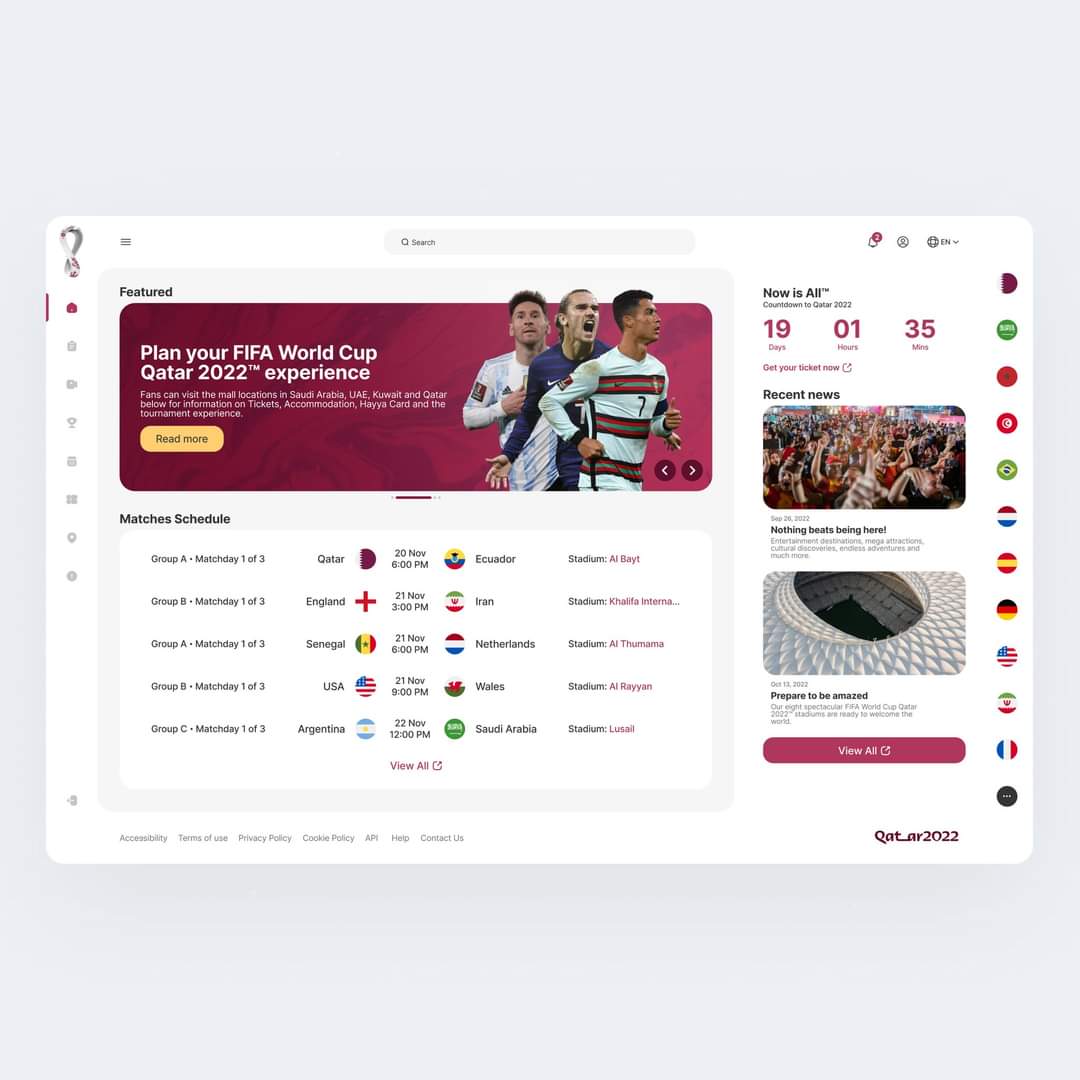 Search
2
EN
Featured
Plan your FIFA World Cup
Qatar 2022™ experience
Fans can visit the mall locations in Saudi Arabia, UAE, Kuwait and Qatar
below for information on Tickets, Accommodation, Hayya Card and the
tournament experience.
Read more
7
7
Matches Schedule
Group A • Matchday 1 of 3 Qatar 20 Nov 6:00 PM Ecuador Stadium: Al Bayt
Group B • Matchday 1 of 3 England 21 Nov 3:00 PM Iran Stadium: Khalifa Interna...
Group A • Matchday 1 of 3 Senegal 21 Nov 6:00 PM Netherlands Stadium: Al Thumama
Group B • Matchday 1 of 3 USA 21 Nov 9:00 PM Wales Stadium: Al Rayyan
Group C • Matchday 1 of 3 Argentina 22 Nov 12:00 PM Saudi Arabia Stadium: Lusail
View All
Now is All™
Countdown to Qatar 2022
19 01 35
Days Hours Mins
Get your ticket now
Recent news
Sep 26, 2022
Nothing beats being here!
Entertainment destinations, mega attractions,
cultural discoveries, endless adventures and
much more.
Oct 13, 2022
Prepare to be amazed
Our eight spectacular FIFA World Cup Qatar
2022™ stadiums are ready to welcome the
world.
View All
Accessibility Terms of use Privacy Policy Cookie Policy API Help Contact Us
Qatar2022